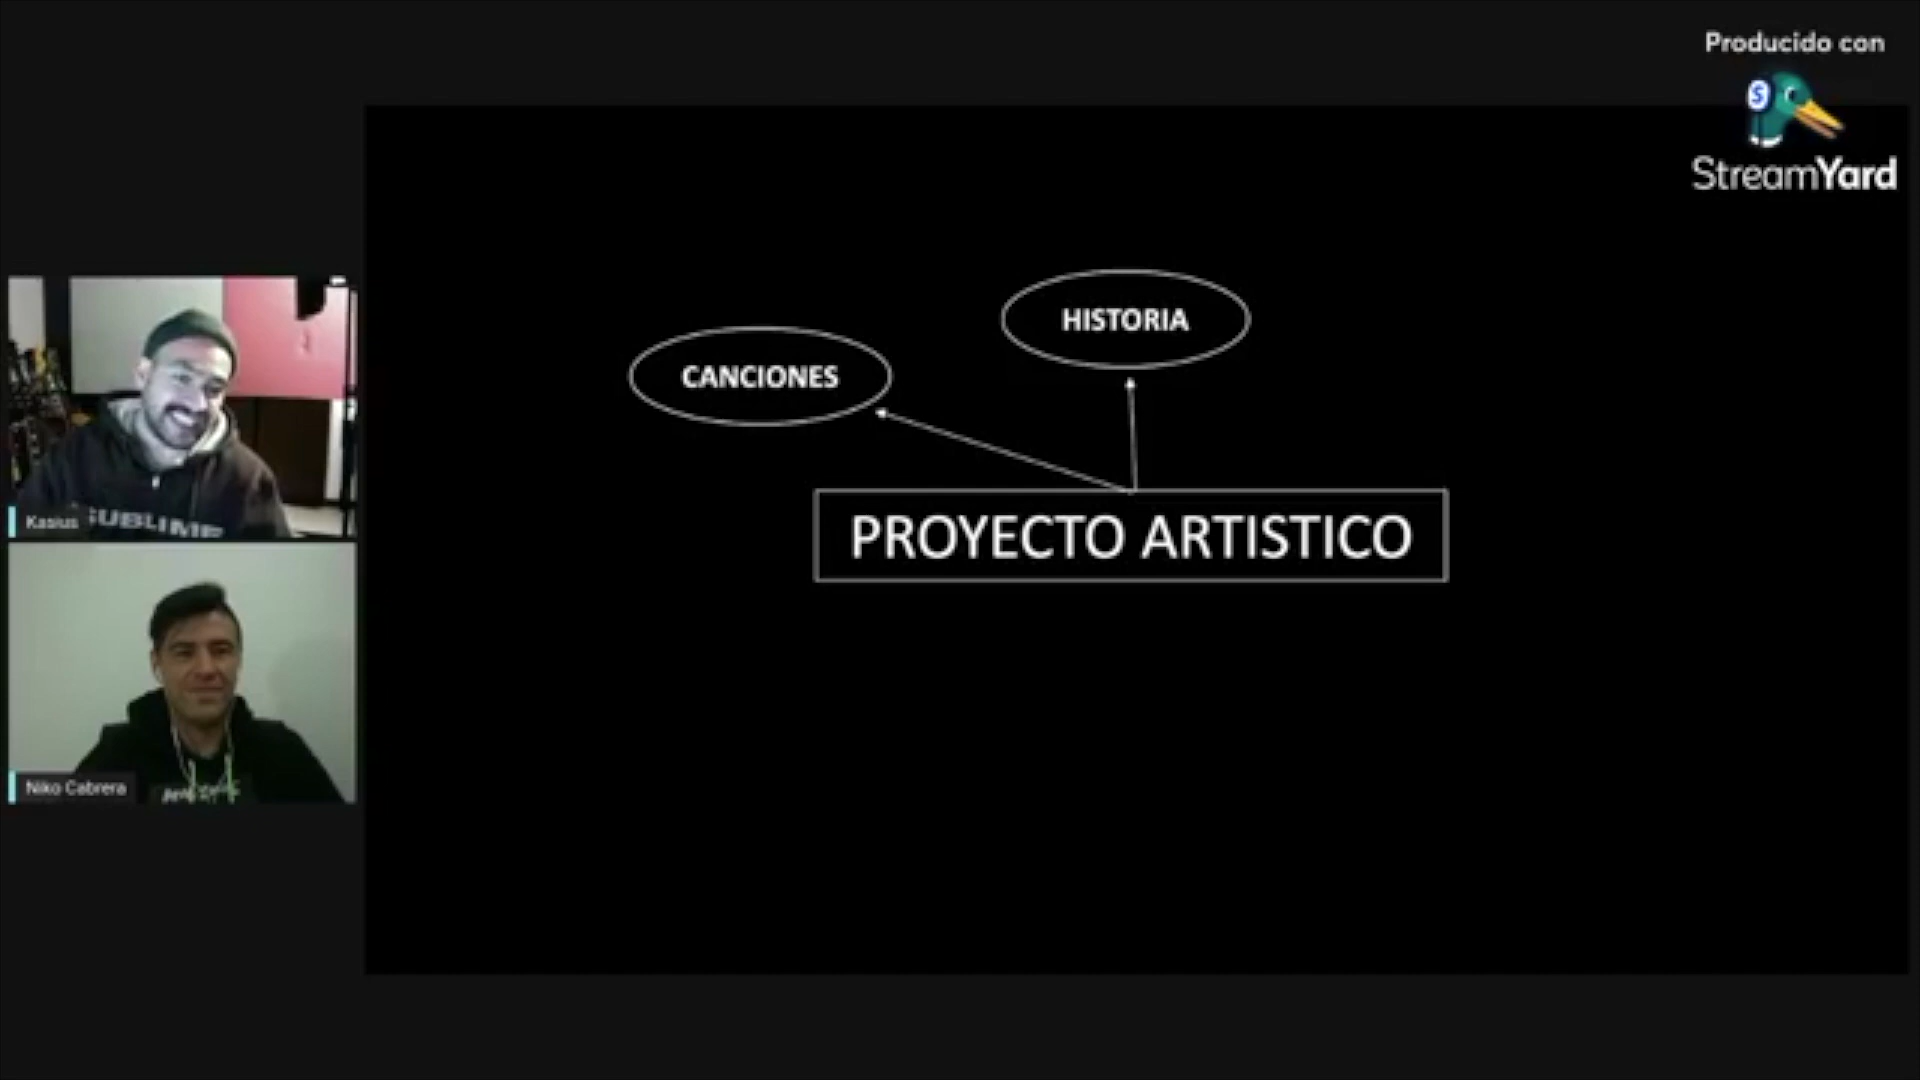 Producido con
StreamYard
HISTORIA
CANCIONES
PROYECTO ARTISTICO
Kasius
SUBLIME
Niko Cabrera